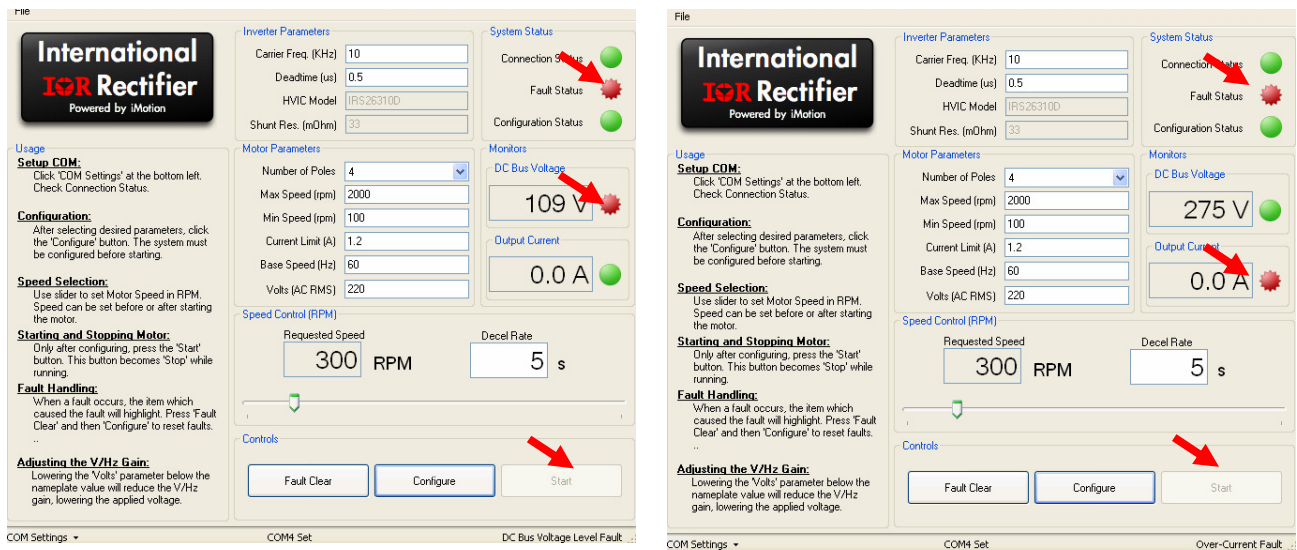 File
International
IOR Rectifier
Powered by iMotion
Inverter Parameters
Carrier Freq. (KHz) 10
Deadtime (us) 0.5
HVIC Model IRS26310D
Shunt Res. (mOhm) 33
System Status
Connection Status
Fault Status
Configuration Status
Usage
Setup COM:
Click 'COM Settings' at the bottom left.
Check Connection Status.
Configuration:
After selecting desired parameters, click
the 'Configure' button. The system must
be configured before starting.
Speed Selection:
Use slider to set Motor Speed in RPM.
Speed can be set before or after starting
the motor.
Starting and Stopping Motor:
Only after configuring, press the 'Start'
button. This button becomes 'Stop' while
running.
Fault Handling:
When a fault occurs, the item which
caused the fault will highlight. Press 'Fault
Clear' and then 'Configure' to reset faults.
..
Adjusting the V/Hz Gain:
Lowering the 'Volts' parameter below the
nameplate value will reduce the V/Hz
gain, lowering the applied voltage.
Motor Parameters
Number of Poles 4
Max Speed (rpm) 2000
Min Speed (rpm) 100
Current Limit (A) 1.2
Base Speed (Hz) 60
Volts (AC RMS) 220
Monitors
DC Bus Voltage
109 V
Output Current
0.0 A
Speed Control (RPM)
Requested Speed
300 RPM
Decel Rate
5 s
Controls
Fault Clear
Configure
Start
COM Settings
COM4 Set
DC Bus Voltage Level Fault
File
International
IOR Rectifier
Powered by iMotion
Inverter Parameters
Carrier Freq. (KHz) 10
Deadtime (us) 0.5
HVIC Model IRS26310D
Shunt Res. (mOhm) 33
System Status
Connection Status
Fault Status
Configuration Status
Usage
Setup COM:
Click 'COM Settings' at the bottom left.
Check Connection Status.
Configuration:
After selecting desired parameters, click
the 'Configure' button. The system must
be configured before starting.
Speed Selection:
Use slider to set Motor Speed in RPM.
Speed can be set before or after starting
the motor.
Starting and Stopping Motor:
Only after configuring, press the 'Start'
button. This button becomes 'Stop' while
running.
Fault Handling:
When a fault occurs, the item which
caused the fault will highlight. Press 'Fault
Clear' and then 'Configure' to reset faults.
..
Adjusting the V/Hz Gain:
Lowering the 'Volts' parameter below the
nameplate value will reduce the V/Hz
gain, lowering the applied voltage.
Motor Parameters
Number of Poles 4
Max Speed (rpm) 2000
Min Speed (rpm) 100
Current Limit (A) 1.2
Base Speed (Hz) 60
Volts (AC RMS) 220
Monitors
DC Bus Voltage
275 V
Output Current
0.0 A
Speed Control (RPM)
Requested Speed
300 RPM
Decel Rate
5 s
Controls
Fault Clear
Configure
Start
COM Settings
COM4 Set
Over-Current Fault